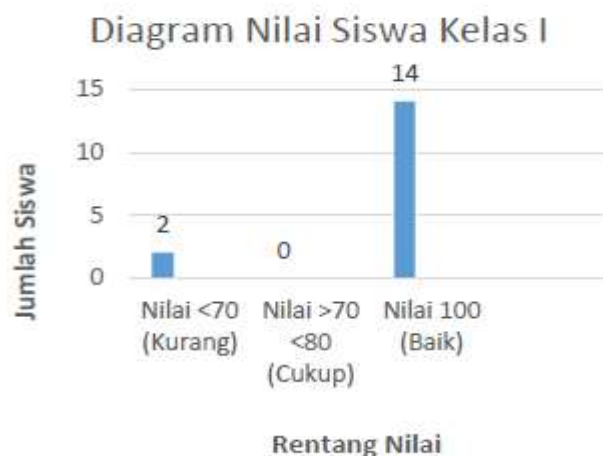 Diagram Nilai Siswa Kelas I
14
15
10
5
0
2
0
Jumlah Siswa
Nilai <70
(Kurang)
Nilai >70
<80
(Cukup)
Nilai 100
(Baik)
Rentang Nilai